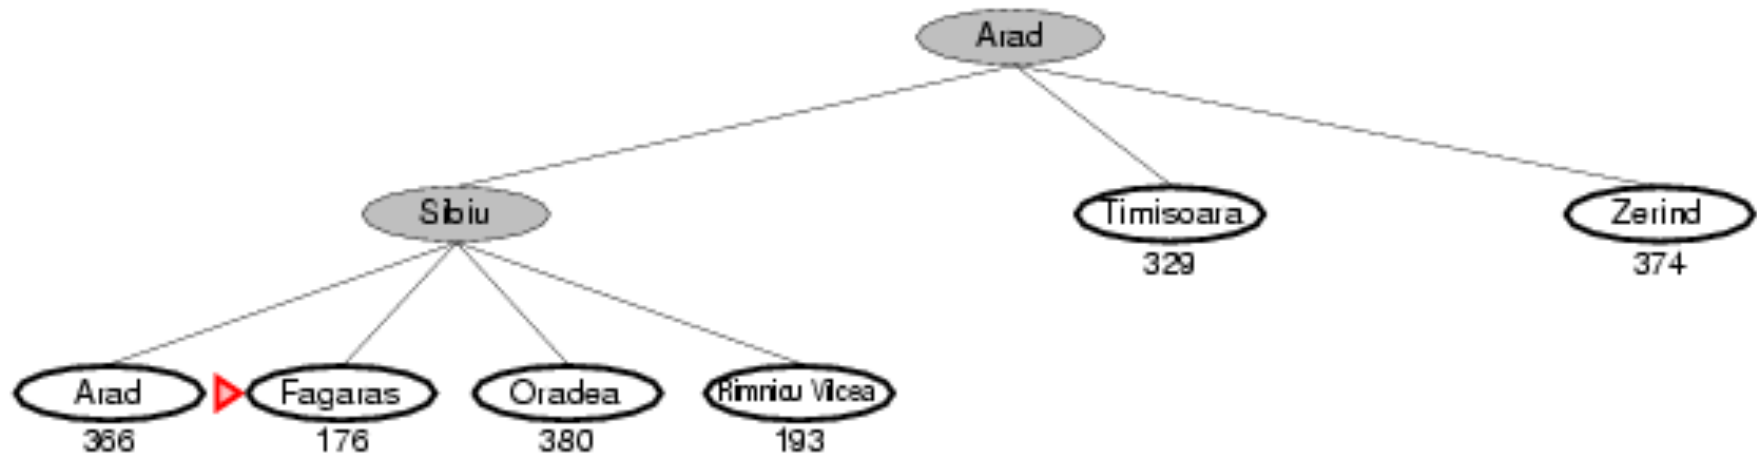 Arad
Sibiu
Timisoara
Zerind
329
374
Arad
Fagaras
Oradea
Rimnicu Vilcea
366
176
380
193